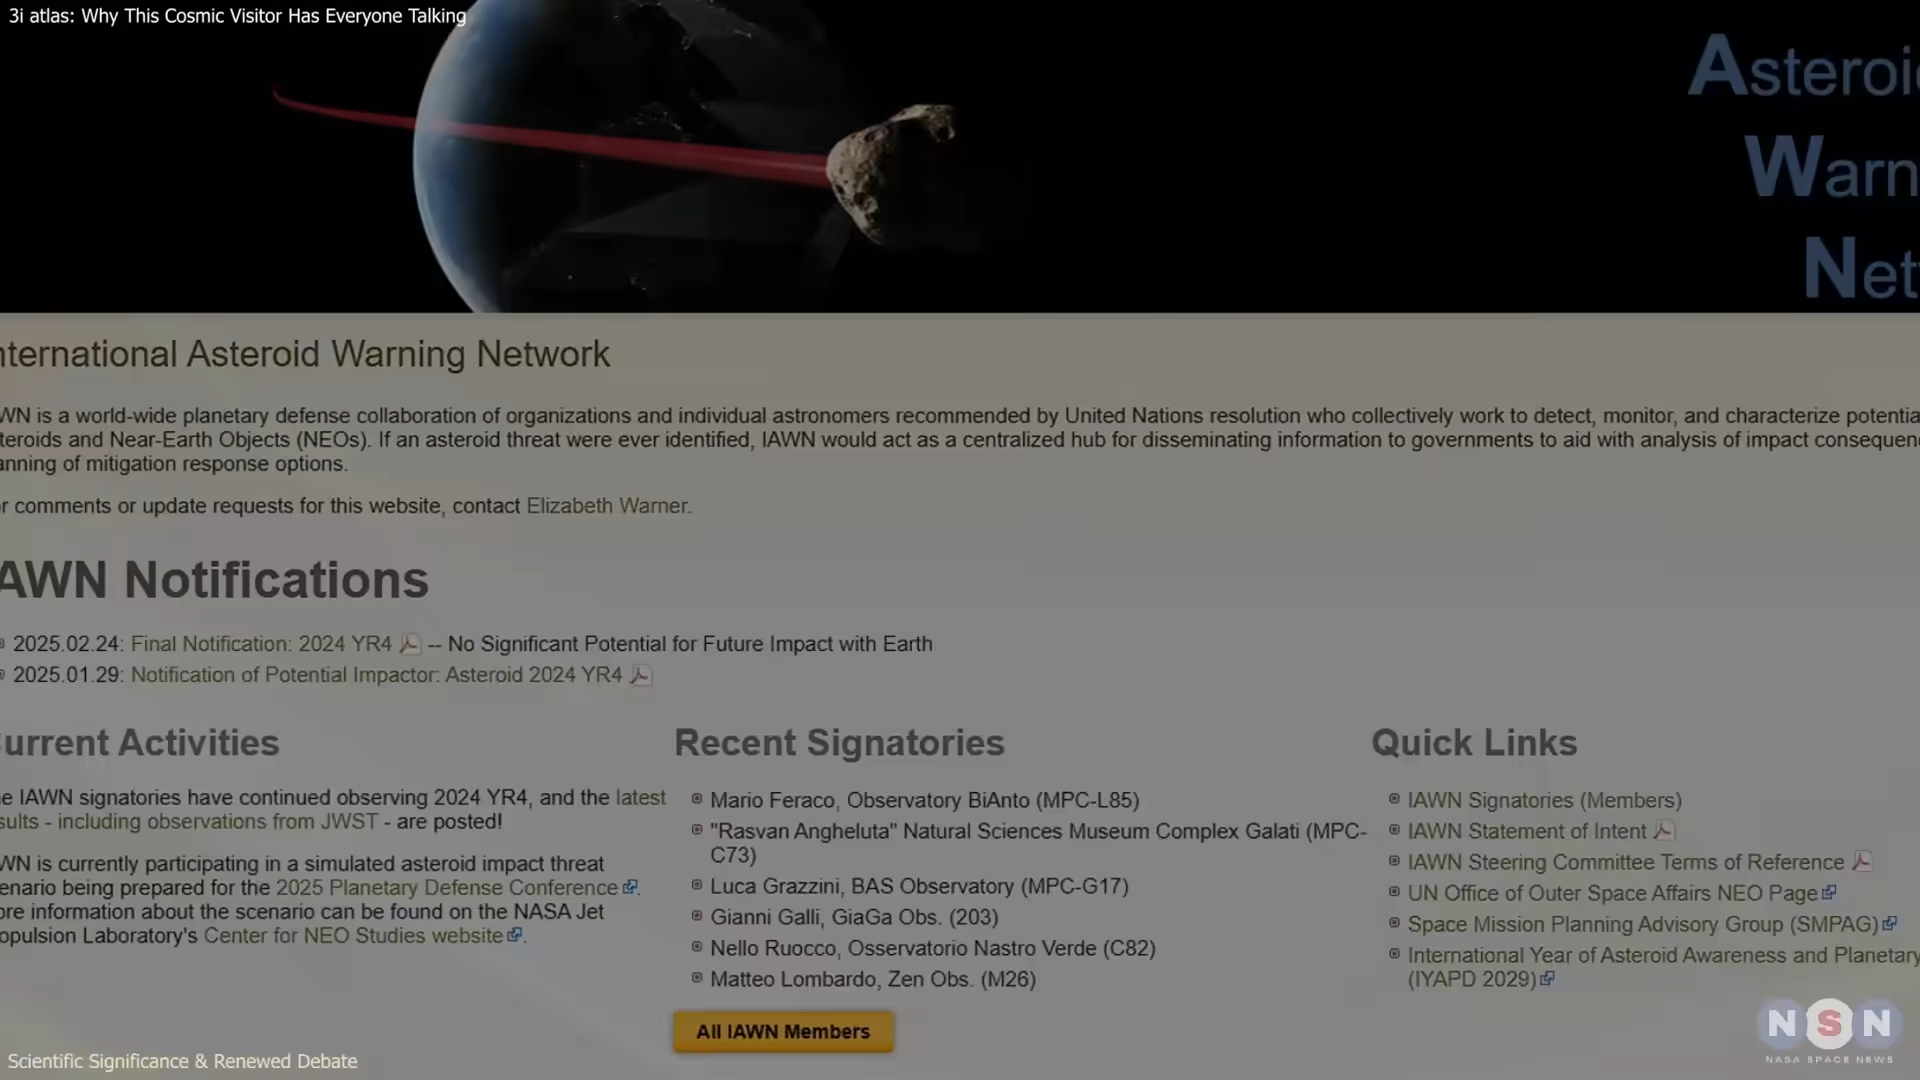 3i atlas: Why This Cosmic Visitor Has Everyone Talking
Asteroi
Warn
Net
nternational Asteroid Warning Network
WN is a world-wide planetary defense collaboration of organizations and individual astronomers recommended by United Nations resolution who collectively work to detect, monitor, and characterize potentia
teroids and Near-Earth Objects (NEOs). If an asteroid threat were ever identified, IAWN would act as a centralized hub for disseminating information to governments to aid with analysis of impact consequen
anning of mitigation response options.
r comments or update requests for this website, contact Elizabeth Warner.
AWN Notifications
2025.02.24: Final Notification: 2024 YR4 -- No Significant Potential for Future Impact with Earth
2025.01.29: Notification of Potential Impactor: Asteroid 2024 YR4
urrent Activities
e IAWN signatories have continued observing 2024 YR4, and the latest
sults - including observations from JWST - are posted!
WN is currently participating in a simulated asteroid impact threat
enario being prepared for the 2025 Planetary Defense Conference.
ore information about the scenario can be found on the NASA Jet
opulsion Laboratory's Center for NEO Studies website.
Recent Signatories
Mario Feraco, Observatory BiAnto (MPC-L85)
"Rasvan Angheluta" Natural Sciences Museum Complex Galati (MPC-
C73)
Luca Grazzini, BAS Observatory (MPC-G17)
Gianni Galli, GiaGa Obs. (203)
Nello Ruocco, Osservatorio Nastro Verde (C82)
Matteo Lombardo, Zen Obs. (M26)
All IAWN Members
Quick Links
IAWN Signatories (Members)
IAWN Statement of Intent
IAWN Steering Committee Terms of Reference
UN Office of Outer Space Affairs NEO Page
Space Mission Planning Advisory Group (SMPAG)
International Year of Asteroid Awareness and Planetary
(IYAPD 2029)
NSN
NASA SPACE NEWS
Scientific Significance & Renewed Debate